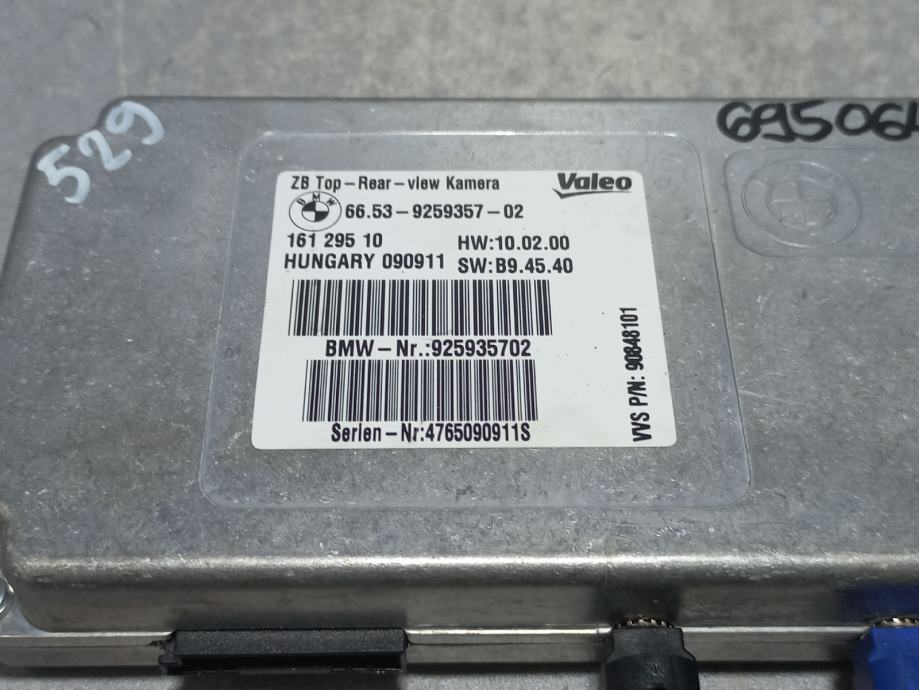 529
ZB Top-Rear-view Kamera
Valeo
BMW
66.53-9259357-02
161 295 10
HW:10.02.00
HUNGARY 090911
SW:B9.45.40
BMW-Nr.:925935702
Serien-Nr:4765090911S
VVS P/N: 90848101